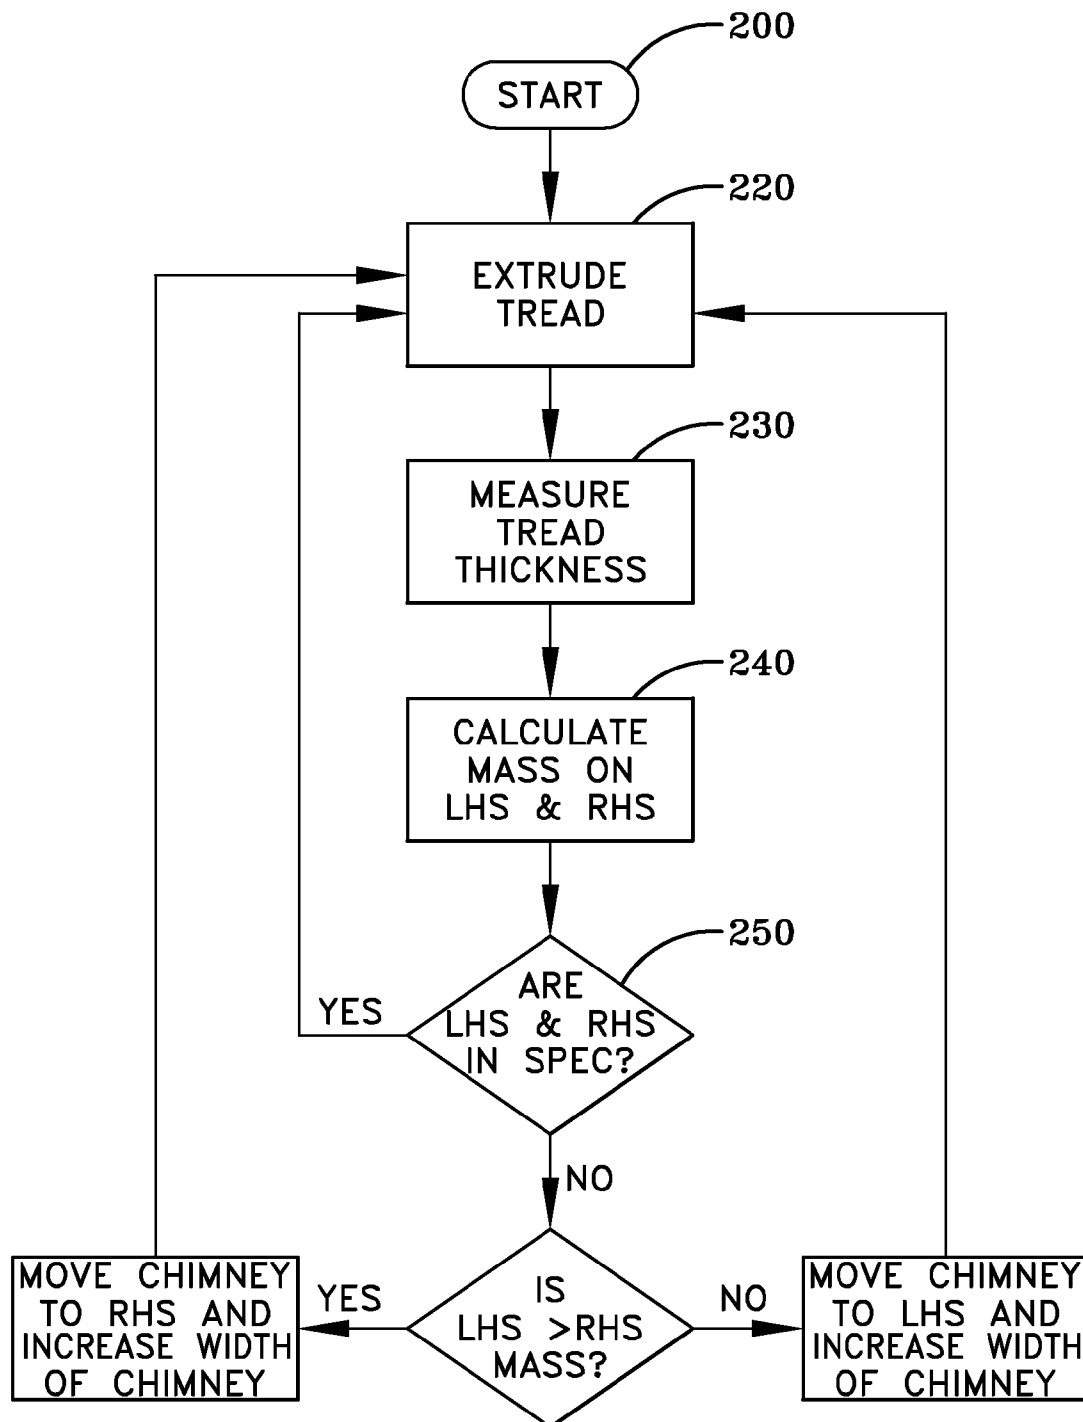 200
START
220
EXTRUDE
TREAD
230
MEASURE
TREAD
THICKNESS
240
CALCULATE
MASS ON
LHS & RHS
250
ARE
LHS & RHS
IN SPEC?
YES
NO
IS
LHS >RHS
MASS?
YES
NO
MOVE CHIMNEY
TO RHS AND
INCREASE WIDTH
OF CHIMNEY
MOVE CHIMNEY
TO LHS AND
INCREASE WIDTH
OF CHIMNEY